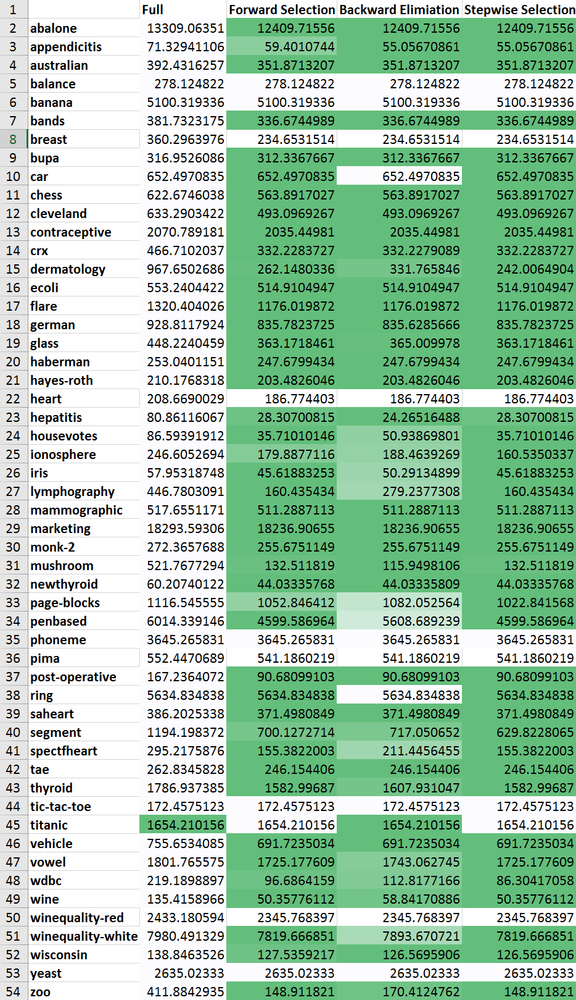 1 Full Forward Selection Backward Elimiation Stepwise Selection
2 abalone 13309.06351 12409.71556 12409.71556 12409.71556
3 appendicitis 71.32941106 59.4010744 55.05670861 55.05670861
4 australian 392.4316257 351.8713207 351.8713207 351.8713207
5 balance 278.124822 278.124822 278.124822 278.124822
6 banana 5100.319336 5100.319336 5100.319336 5100.319336
7 bands 381.7323175 336.6744989 336.6744989 336.6744989
8 breast 360.2963976 234.6531514 234.6531514 234.6531514
9 bupa 316.9526086 312.3367667 312.3367667 312.3367667
10 car 652.4970835 652.4970835 652.4970835 652.4970835
11 chess 622.6746038 563.8917027 563.8917027 563.8917027
12 cleveland 633.2903422 493.0969267 493.0969267 493.0969267
13 contraceptive 2070.789181 2035.44981 2035.44981 2035.44981
14 crx 466.7102037 332.2283727 332.2279089 332.2283727
15 dermatology 967.6502686 262.1480336 331.765846 242.0064904
16 ecoli 553.2404422 514.9104947 514.9104947 514.9104947
17 flare 1320.404026 1176.019872 1176.019872 1176.019872
18 german 928.8117924 835.7823725 835.6285666 835.7823725
19 glass 448.2240459 363.1718461 365.009978 363.1718461
20 haberman 253.0401151 247.6799434 247.6799434 247.6799434
21 hayes-roth 210.1768318 203.4826046 203.4826046 203.4826046
22 heart 208.6690029 186.774403 186.774403 186.774403
23 hepatitis 80.86116067 28.30700815 24.26516488 28.30700815
24 housevotes 86.59391912 35.71010146 50.93869801 35.71010146
25 ionosphere 246.6052694 179.8877116 188.4639269 160.5350337
26 iris 57.95318748 45.61883253 50.29134899 45.61883253
27 lymphography 446.7803091 160.435434 279.2377308 160.435434
28 mammographic 517.6551171 511.2887113 511.2887113 511.2887113
29 marketing 18293.59306 18236.90655 18236.90655 18236.90655
30 monk-2 272.3657688 255.6751149 255.6751149 255.6751149
31 mushroom 521.7677294 132.511819 115.9498106 132.511819
32 newthyroid 60.20740122 44.03335768 44.03335809 44.03335768
33 page-blocks 1116.545555 1052.846412 1082.052564 1022.841568
34 penbased 6014.339146 4599.586964 5608.689239 4599.586964
35 phoneme 3645.265831 3645.265831 3645.265831 3645.265831
36 pima 552.4470689 541.1860219 541.1860219 541.1860219
37 post-operative 167.2364072 90.68099103 90.68099103 90.68099103
38 ring 5634.834838 5634.834838 5634.834838 5634.834838
39 saheart 386.2025338 371.4980849 371.4980849 371.4980849
40 segment 1194.198372 700.1272714 717.050652 629.8228065
41 spectfheart 295.2175876 155.3822003 211.4456455 155.3822003
42 tae 262.8345828 246.154406 246.154406 246.154406
43 thyroid 1786.937385 1582.99687 1607.931047 1582.99687
44 tic-tac-toe 172.4575123 172.4575123 172.4575123 172.4575123
45 titanic 1654.210156 1654.210156 1654.210156 1654.210156
46 vehicle 755.6534085 691.7235034 691.7235034 691.7235034
47 vowel 1801.765575 1725.177609 1743.062745 1725.177609
48 wdbc 219.1898897 96.6864159 112.8177166 86.30417058
49 wine 135.4158966 50.35776112 58.84170886 50.35776112
50 winequality-red 2433.180594 2345.768397 2345.768397 2345.768397
51 winequality-white 7980.491329 7819.666851 7893.670721 7819.666851
52 wisconsin 138.8463526 127.5359217 126.5695906 126.5695906
53 yeast 2635.02333 2635.02333 2635.02333 2635.02333
54 zoo 411.8842935 148.911821 170.4124762 148.911821